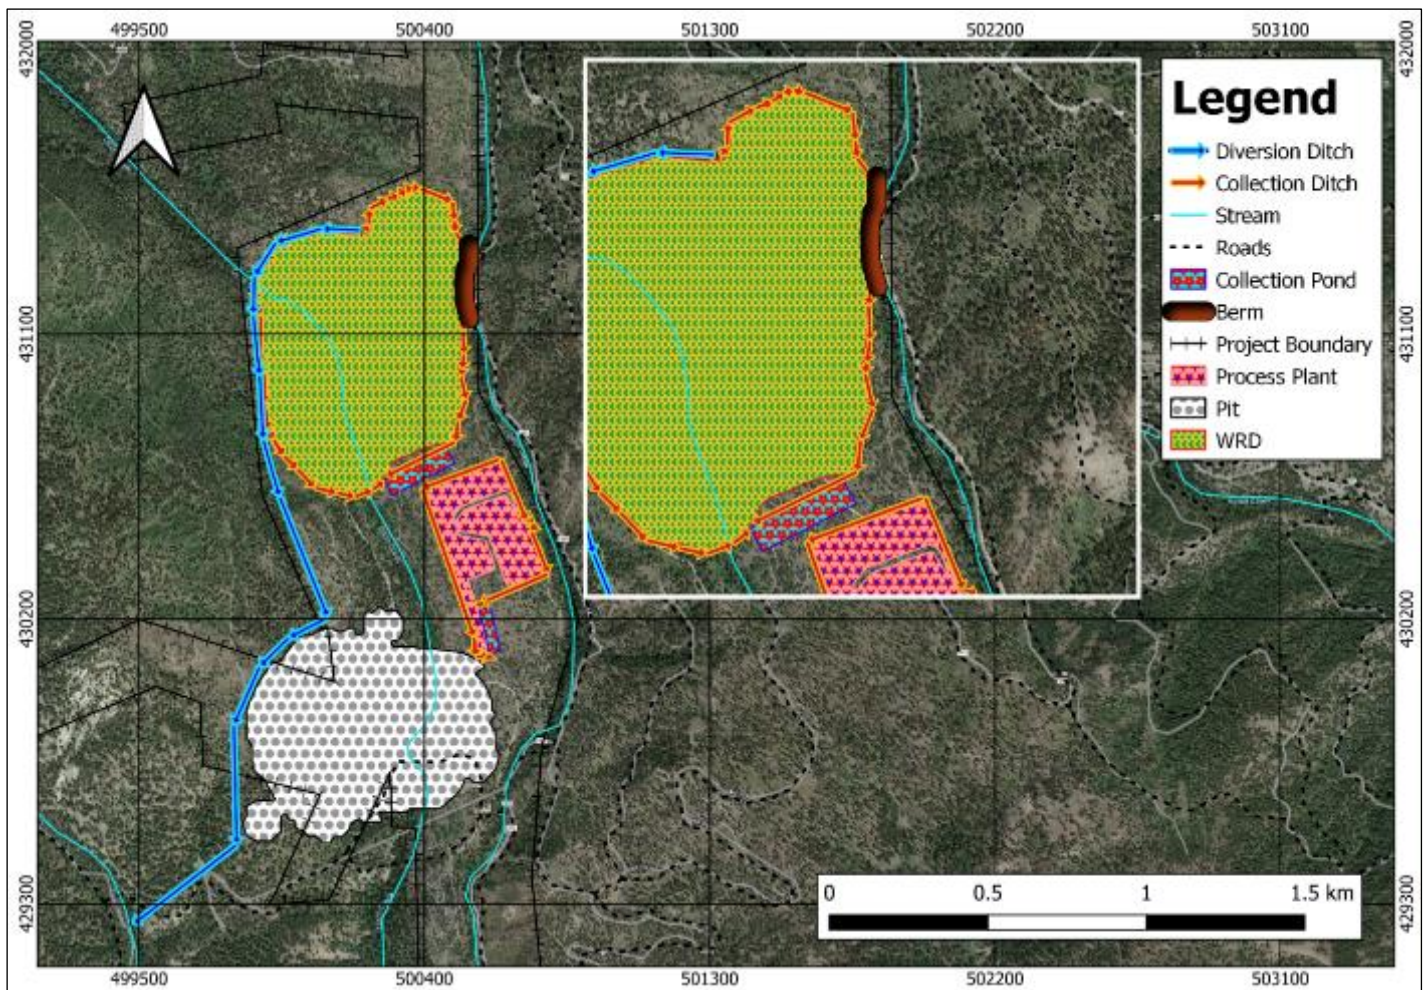 499500 500400 501300 502200 503100
432000 432000
Legend
Diversion Ditch
Collection Ditch
Stream
Roads
Collection Pond
Berm
Project Boundary
Process Plant
Pit
WRD
431100 431100
430200 430200
0 0.5 1 1.5 km
429300 429300
499500 500400 501300 502200 503100